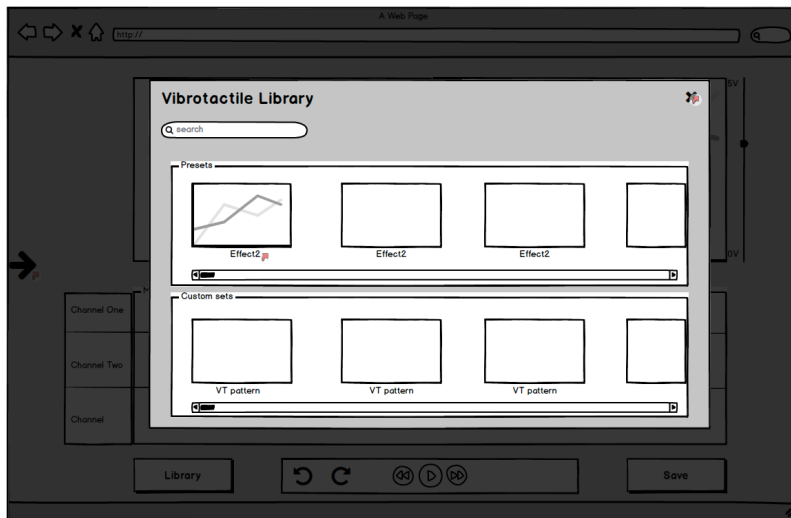 A Web Page
http://
5V
Vibrotactile Library
search
Presets
Effect2
Effect2
Effect2
0V
Custom sets
Channel One
Channel Two
VT pattern
VT pattern
VT pattern
Channel
Library
Save